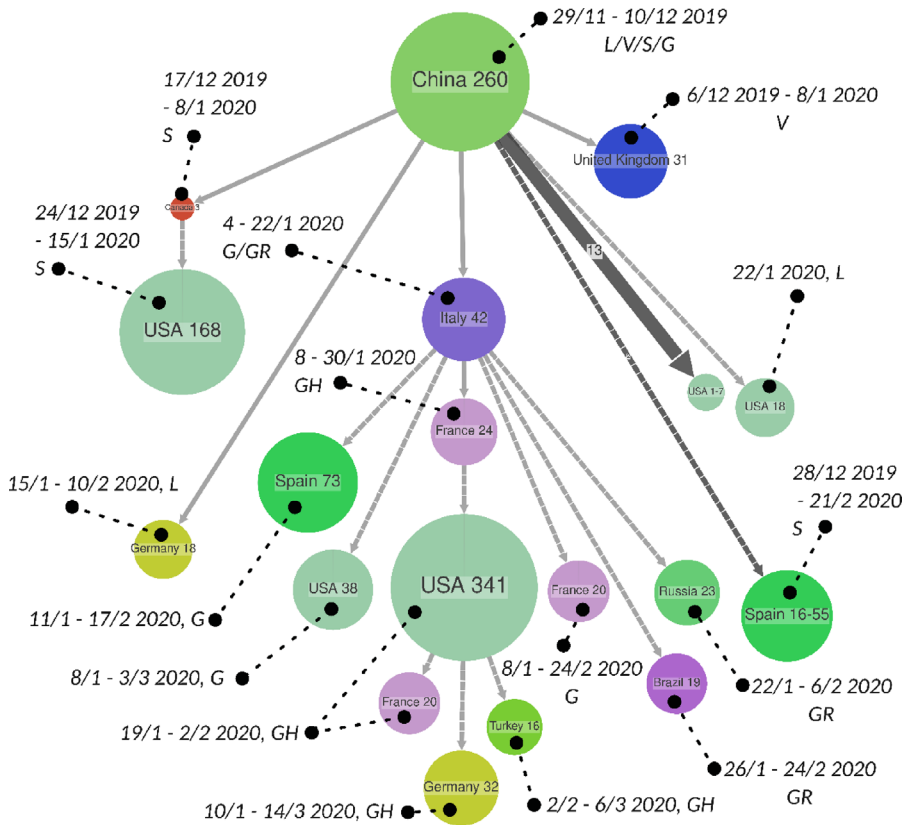 29/11 - 10/12 2019
L/V/S/G
China 260
17/12 2019
- 8/1 2020
S
6/12 2019 - 8/1 2020
V
United Kingdom 31
Canada 3
24/12 2019
- 15/1 2020
S
4 - 22/1 2020
G/GR
13
22/1 2020, L
USA 168
Italy 42
8 - 30/1 2020
GH
USA 1-7
USA 18
France 24
15/1 - 10/2 2020, L
Spain 73
28/12 2019
- 21/2 2020
S
Germany 18
USA 38
USA 341
France 20
Russia 23
Spain 16-55
11/1 - 17/2 2020, G
8/1 - 3/3 2020, G
8/1 - 24/2 2020
G
Brazil 19
22/1 - 6/2 2020
GR
France 20
19/1 - 2/2 2020, GH
Turkey 16
26/1 - 24/2 2020
GR
Germany 32
10/1 - 14/3 2020, GH
2/2 - 6/3 2020, GH